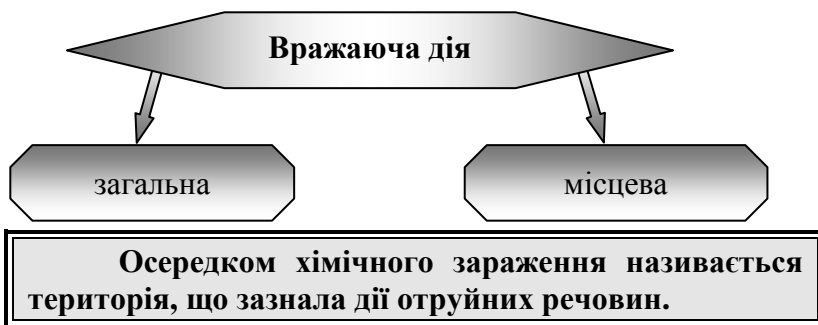 Вражаюча дія
загальна
місцева
Осередком хімічного зараження називається
територія, що зазнала дії отруйних речовин.